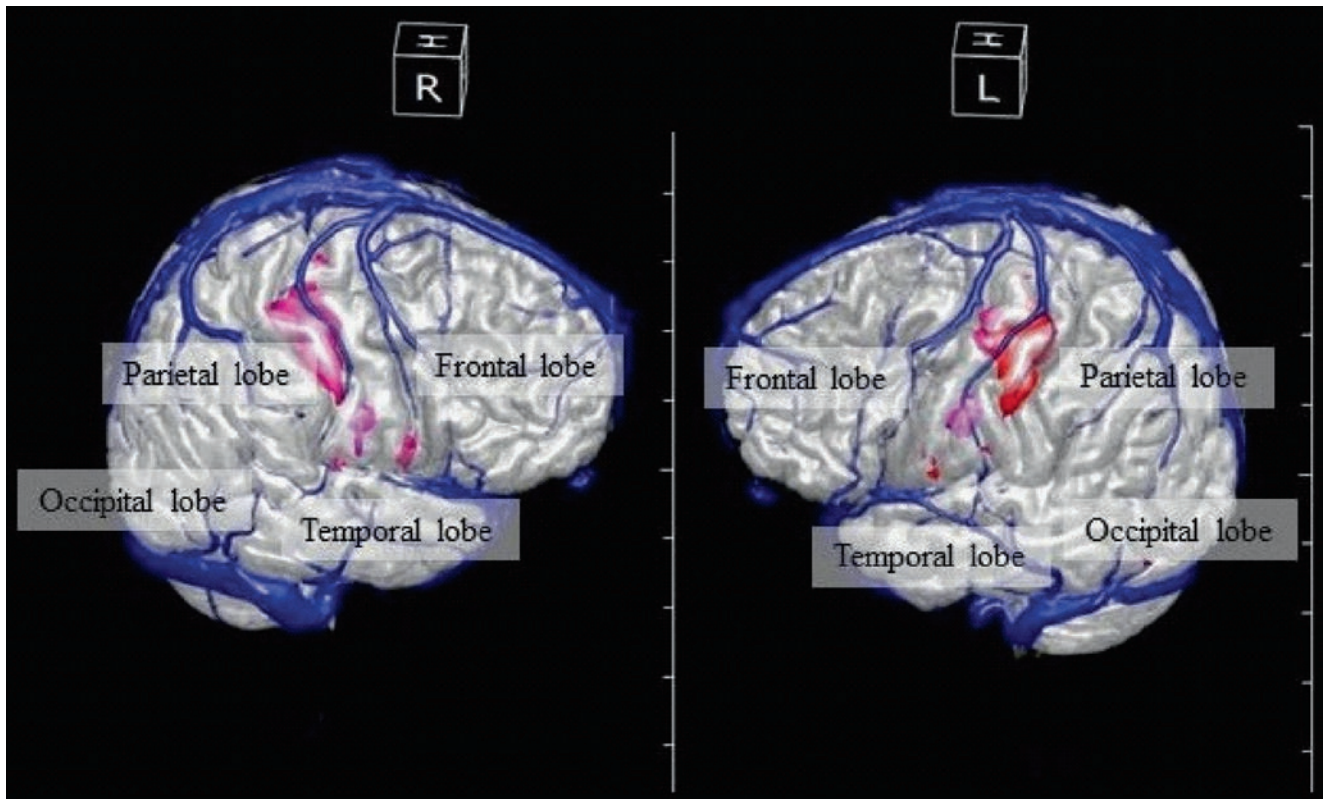 H
R
H
L
Parietal lobe
Frontal lobe
Occipital lobe
Temporal lobe
Frontal lobe
Parietal lobe
Temporal lobe
Occipital lobe